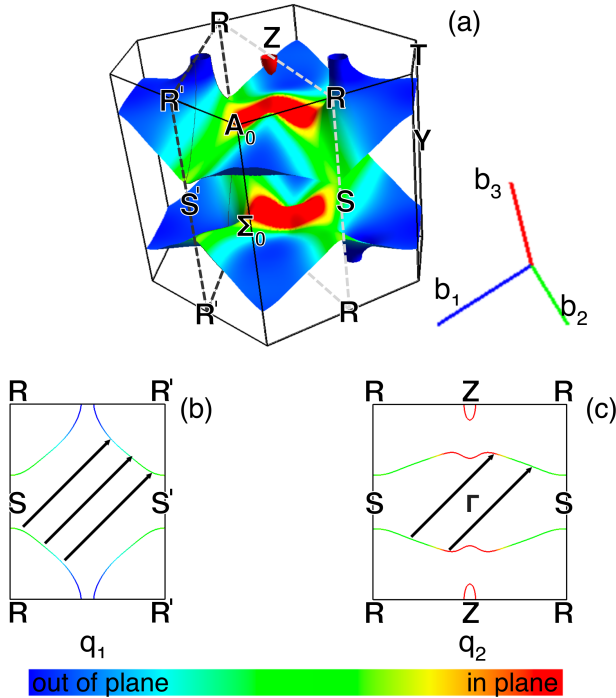 (a)
R
Z
T
R'
R
A0
Y
S'
S
Σ0
b3
R'
R
b1
b2
R R' (b)
S S'
R R'
q1
R Z R (c)
S Γ S
R Z R
q2
out of plane in plane